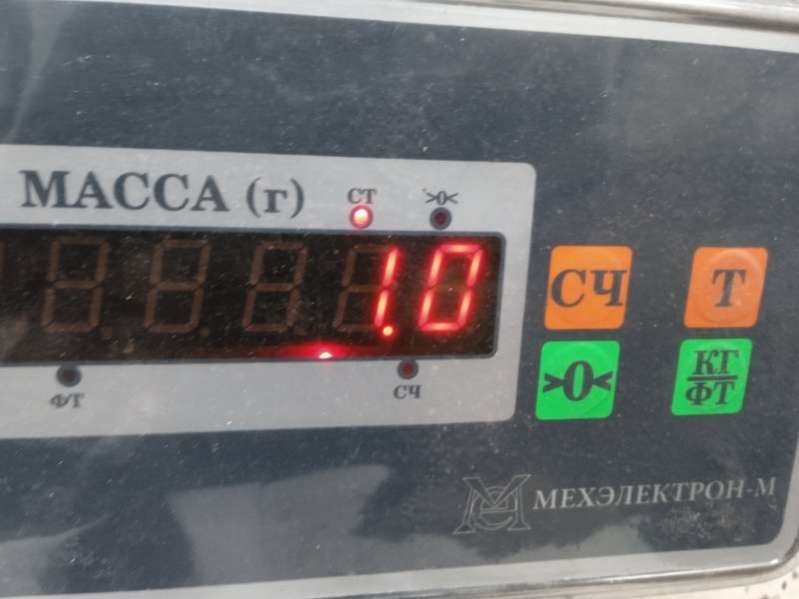 МАССА (г)
СТ >0<
1.0
ФТ СЧ
СЧ Т
>0< КГ
ФТ
МЕХЭЛЕКТРОН-М